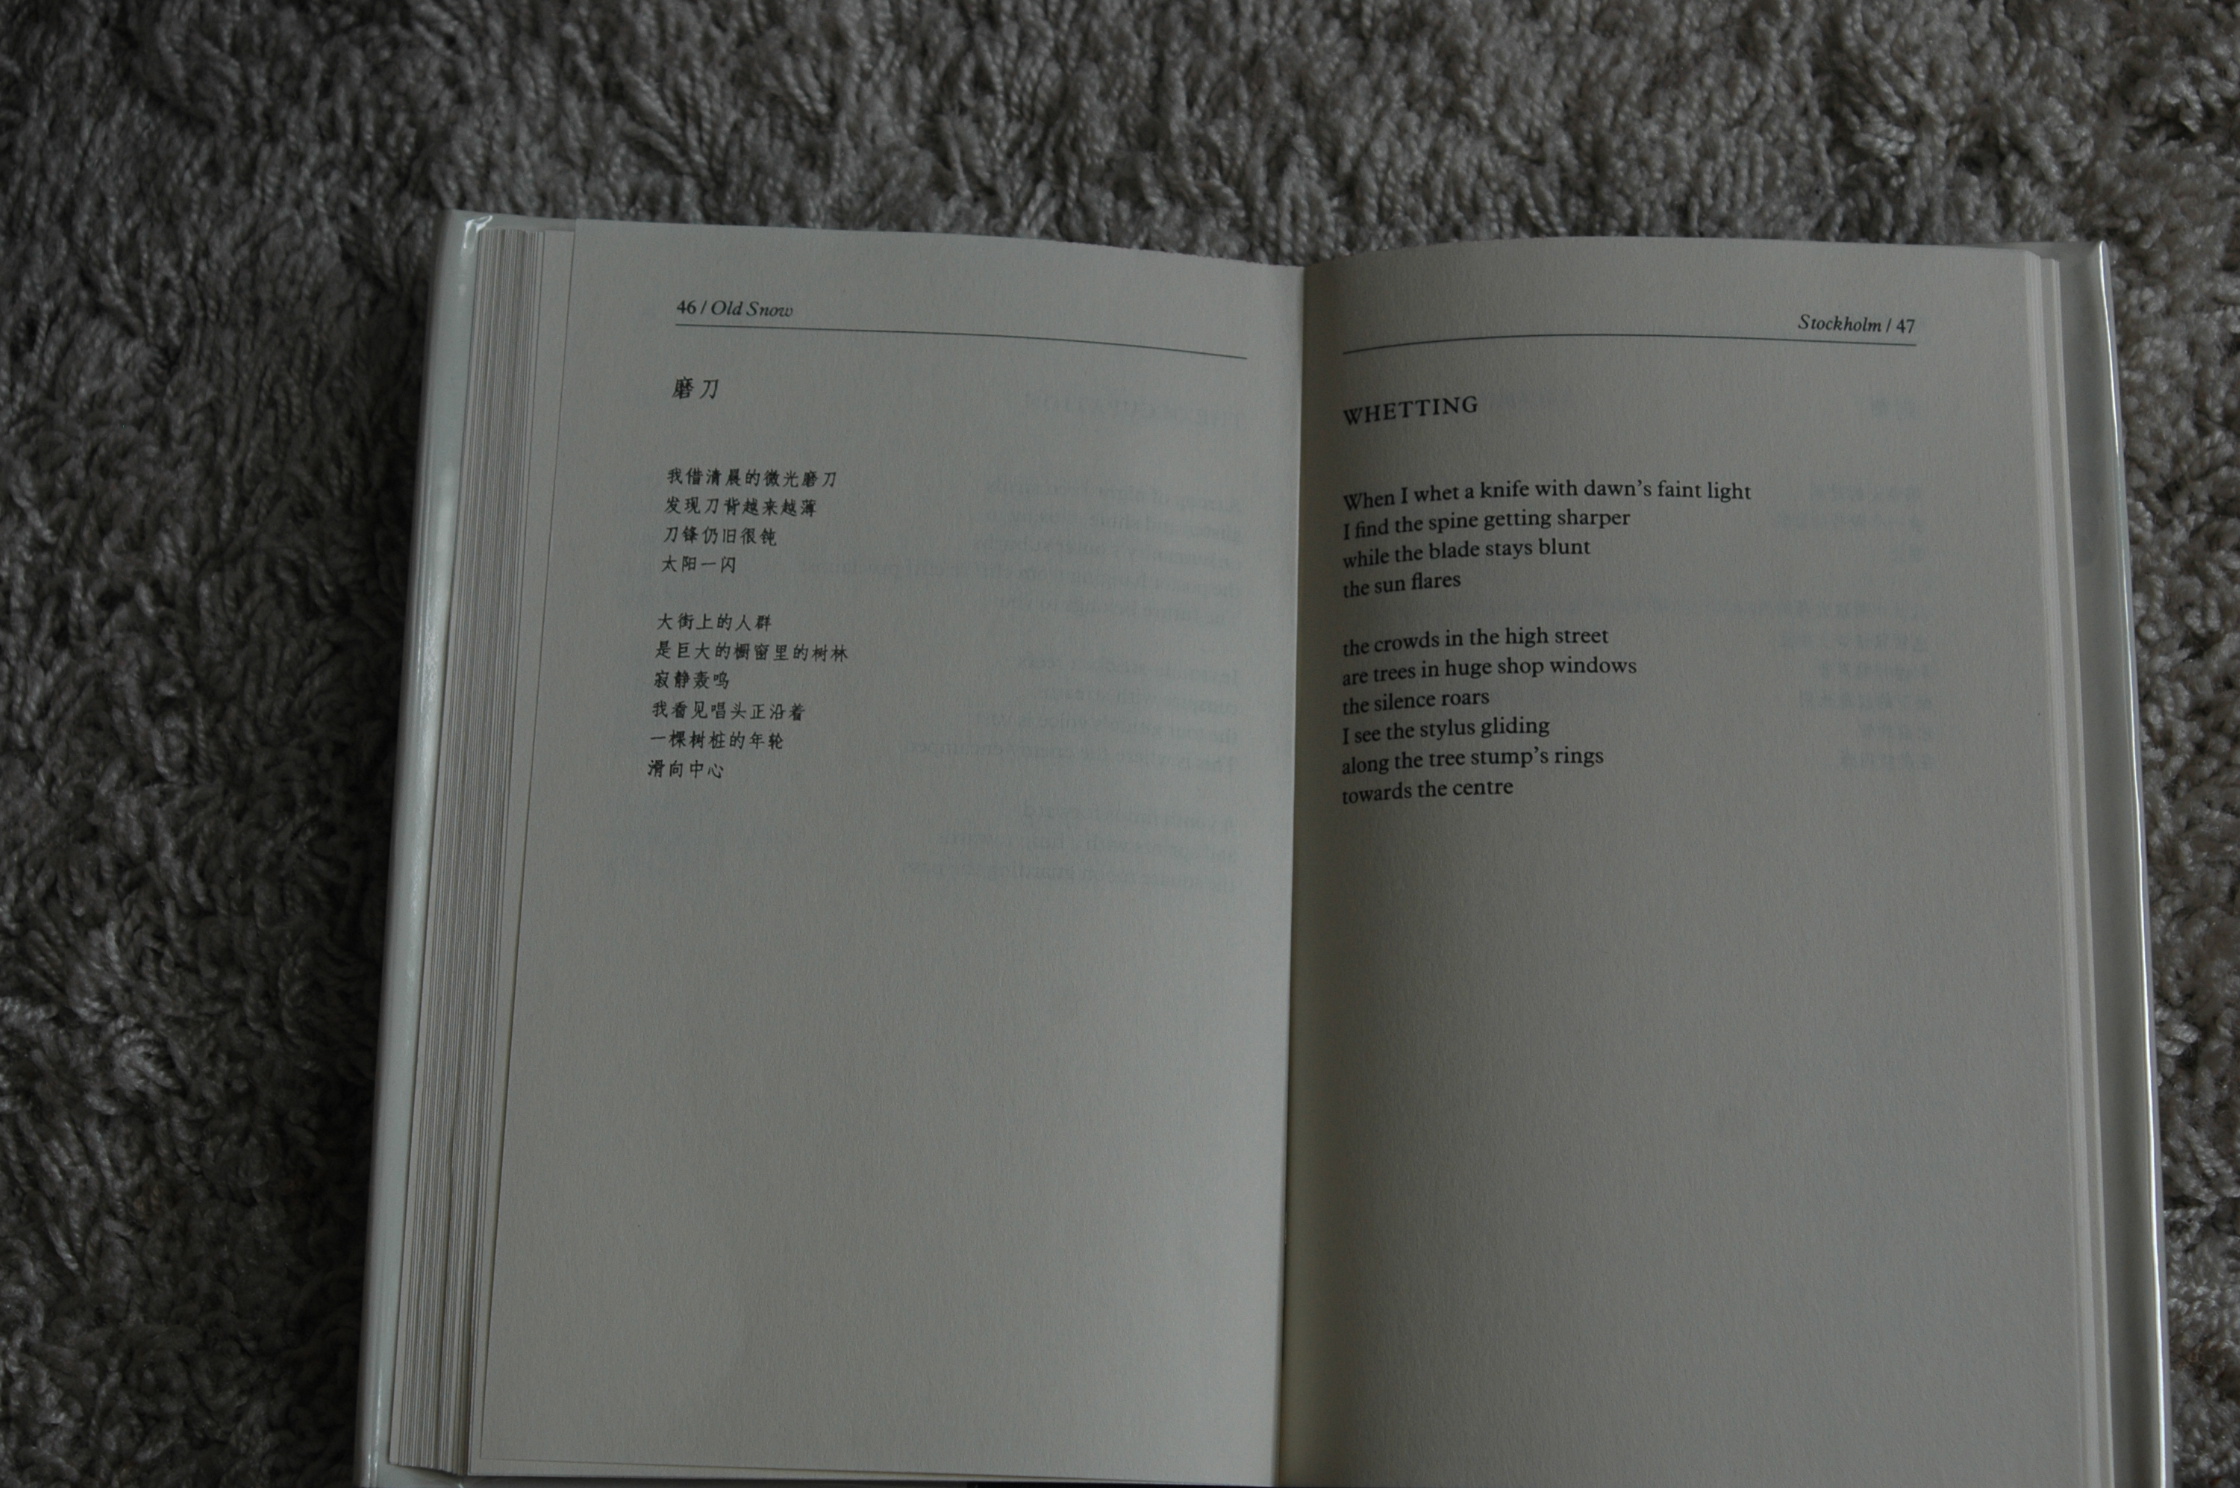 46 / Old Snow
磨刀
我借清晨的微光磨刀
发现刀背越来越薄
刀锋仍旧很钝
太阳一闪
大街上的人群
是巨大的橱窗里的树林
寂静轰鸣
我看见唱头正沿着
一棵树桩的年轮
滑向中心
Stockholm / 47
WHETTING
When I whet a knife with dawn's faint light
I find the spine getting sharper
while the blade stays blunt
the sun flares
the crowds in the high street
are trees in huge shop windows
the silence roars
I see the stylus gliding
along the tree stump's rings
towards the centre